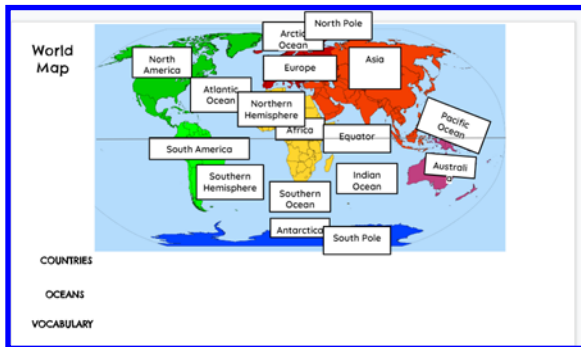 World
Map
North Pole
Arctic
Ocean
North
America
Europe
Asia
Atlantic
Ocean
Northern
Hemisphere
Pacific
Ocean
Africa
Equator
South America
Australi
a
Southern
Hemisphere
Indian
Ocean
Southern
Ocean
Antarctica
South Pole
COUNTRIES
OCEANS
VOCABULARY